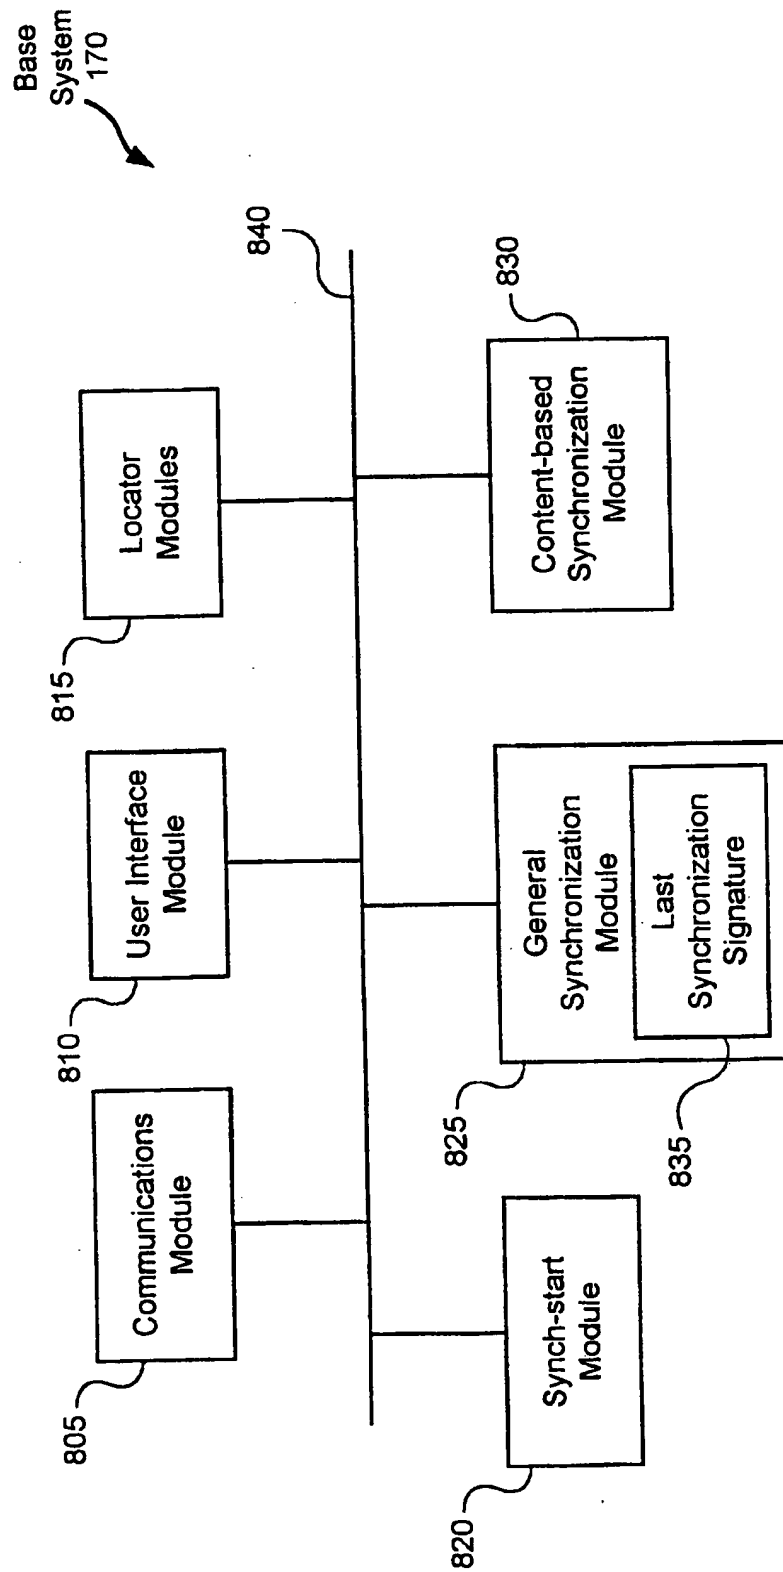 Base
System
170
805
Communications
Module
810
User Interface
Module
815
Locator
Modules
840
820
Synch-start
Module
825
General
Synchronization
Module
835
Last
Synchronization
Signature
830
Content-based
Synchronization
Module